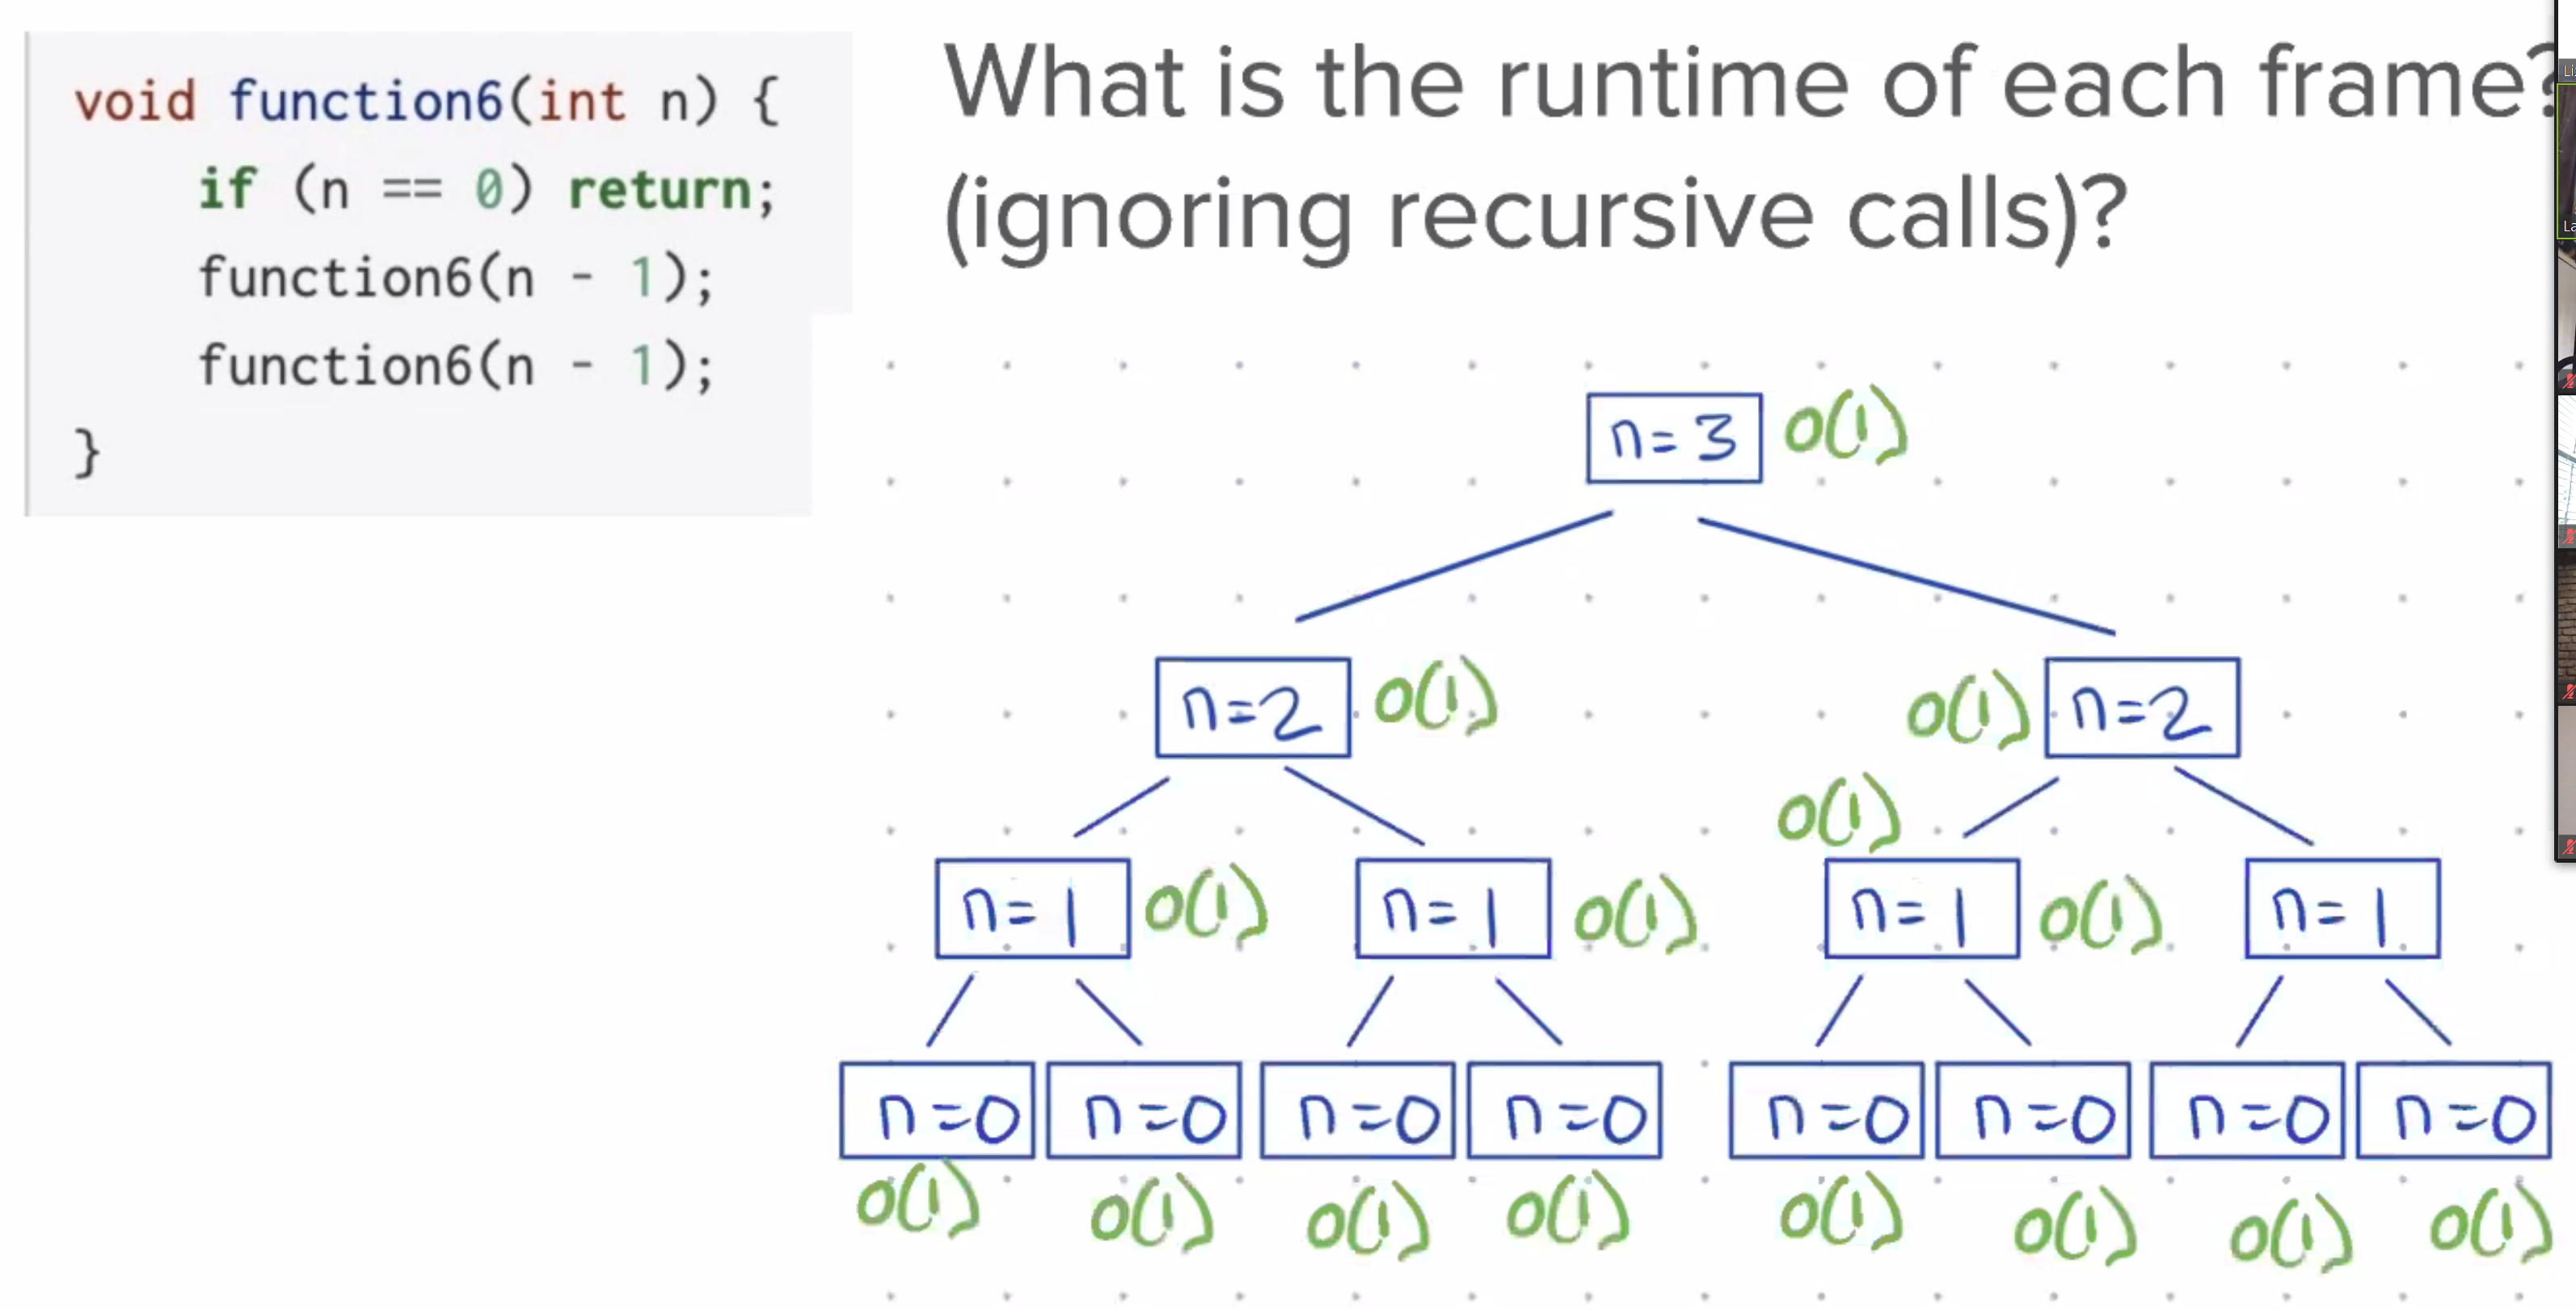 void function6(int n) {
if (n == 0) return;
function6(n - 1);
function6(n - 1);
}
What is the runtime of each frame?
(ignoring recursive calls)?
n=3 O(1)
n=2 O(1) O(1) n=2
O(1)
n=1 O(1) n=1 O(1) n=1 O(1) n=1
n=0 n=0 n=0 n=0 n=0 n=0 n=0 n=0
O(1) O(1) O(1) O(1) O(1) O(1) O(1) O(1)
Li
La